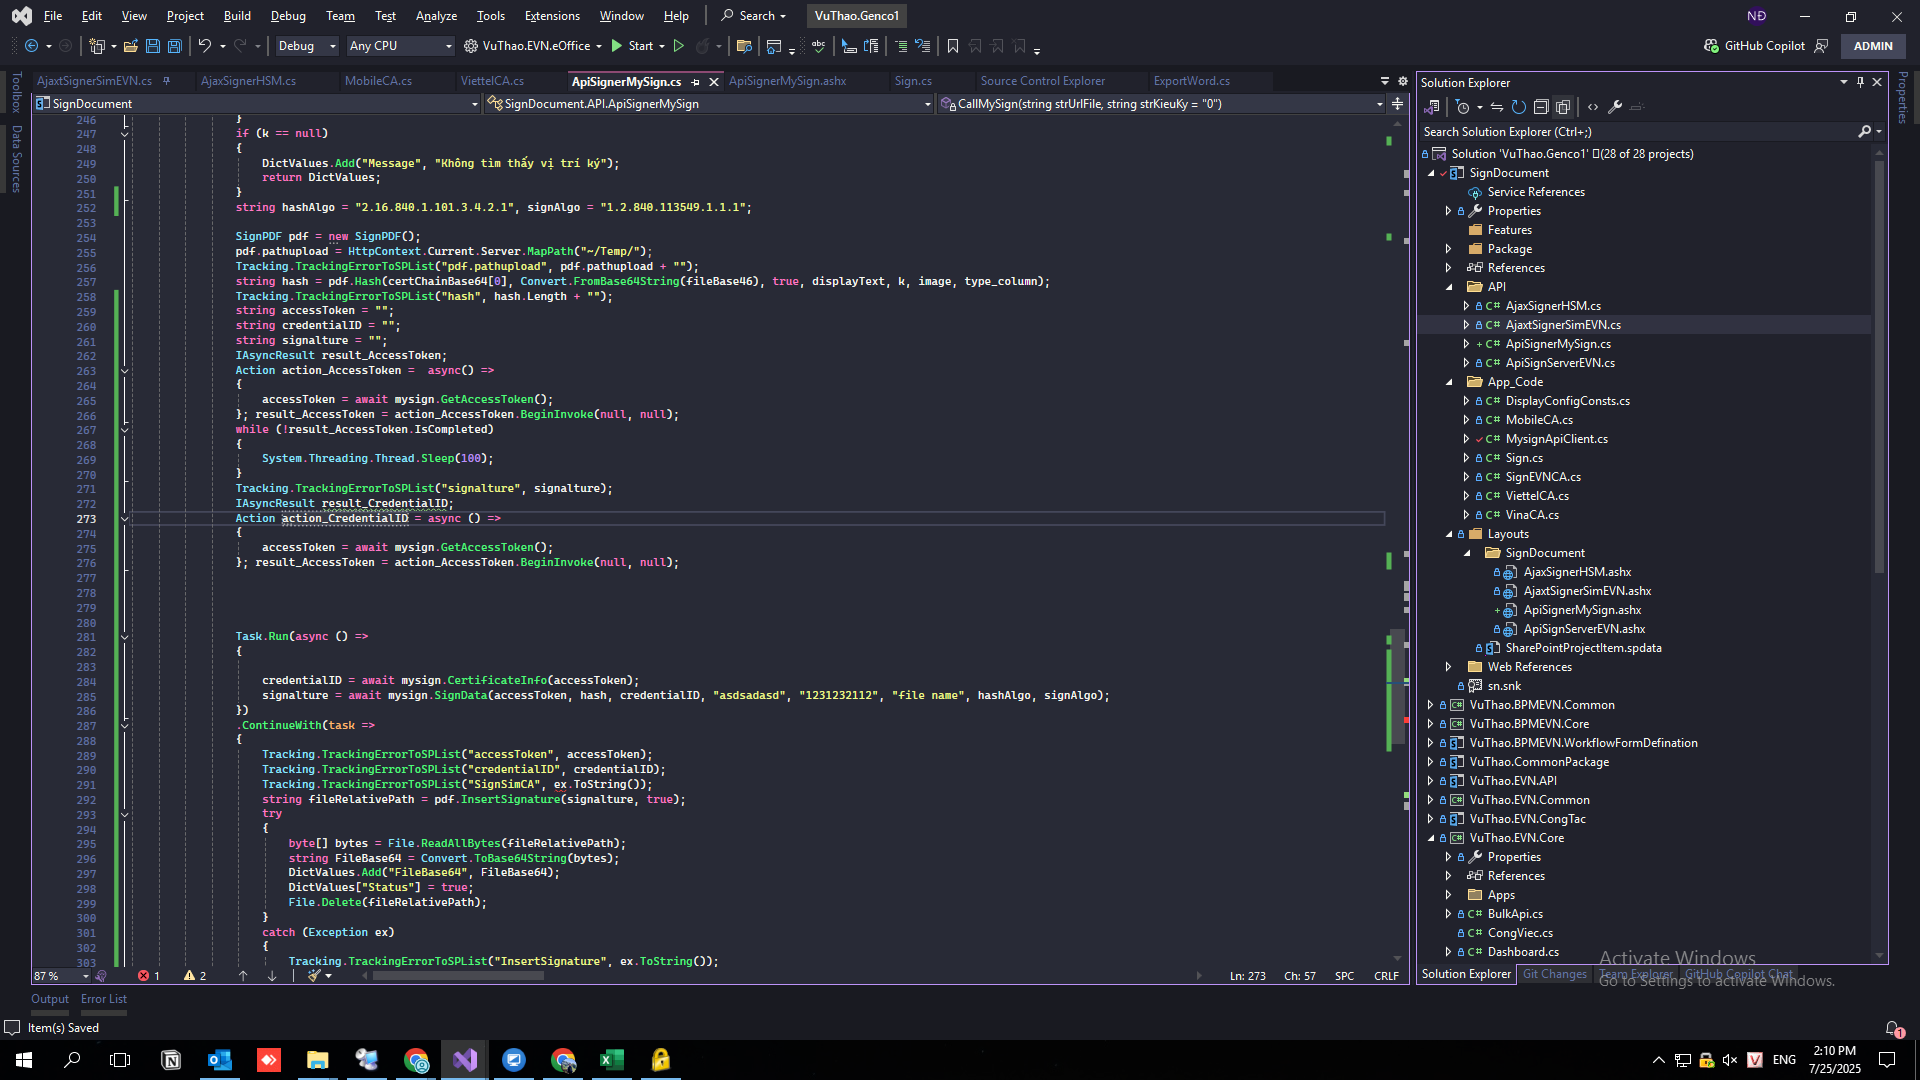 File Edit View Project Build Debug Team Test Analyze Tools Extensions Window Help Search VuThao.Genco1 NĐ
Debug Any CPU VuThao.EVN.eOffice Start GitHub Copilot ADMIN
AjaxtSignerSimEVN.cs AjaxSignerHSM.cs MobileCA.cs ViettelCA.cs ApiSignerMySign.cs ApiSignerMySign.ashx Sign.cs Source Control Explorer ExportWord.cs
SignDocument SignDocument.API.ApiSignerMySign CallMySign(string strUrlFile, string strKieuKy = "0")
Toolbox
Data Sources
246 }
247 if (k == null)
248 {
249 DictValues.Add("Message", "Không tìm thấy vị trí ký");
250 return DictValues;
251 }
252 string hashAlgo = "2.16.840.1.101.3.4.2.1", signAlgo = "1.2.840.113549.1.1.1";
253
254 SignPDF pdf = new SignPDF();
255 pdf.pathupload = HttpContext.Current.Server.MapPath("~/Temp/");
256 Tracking.TrackingErrorToSPList("pdf.pathupload", pdf.pathupload + "");
257 string hash = pdf.Hash(certChainBase64[0], Convert.FromBase64String(fileBase46), true, displayText, k, image, type_column);
258 Tracking.TrackingErrorToSPList("hash", hash.Length + "");
259 string accessToken = "";
260 string credentialID = "";
261 string signalture = "";
262 IAsyncResult result_AccessToken;
263 Action action_AccessToken =  async() =>
264 {
265 accessToken = await mysign.GetAccessToken();
266 }; result_AccessToken = action_AccessToken.BeginInvoke(null, null);
267 while (!result_AccessToken.IsCompleted)
268 {
269 System.Threading.Thread.Sleep(100);
270 }
271 Tracking.TrackingErrorToSPList("signalture", signalture);
272 IAsyncResult result_CredentialID;
273 Action action_CredentialID = async () =>
274 {
275 accessToken = await mysign.GetAccessToken();
276 }; result_AccessToken = action_AccessToken.BeginInvoke(null, null);
277
278
279
280
281 Task.Run(async () =>
282 {
283
284 credentialID = await mysign.CertificateInfo(accessToken);
285 signalture = await mysign.SignData(accessToken, hash, credentialID, "asdsadasd", "1231232112", "file name", hashAlgo, signAlgo);
286 })
287 .ContinueWith(task =>
288 {
289 Tracking.TrackingErrorToSPList("accessToken", accessToken);
290 Tracking.TrackingErrorToSPList("credentialID", credentialID);
291 Tracking.TrackingErrorToSPList("SignSimCA", ex.ToString());
292 string fileRelativePath = pdf.InsertSignature(signalture, true);
293 try
294 {
295 byte[] bytes = File.ReadAllBytes(fileRelativePath);
296 string FileBase64 = Convert.ToBase64String(bytes);
297 DictValues.Add("FileBase64", FileBase64);
298 DictValues["Status"] = true;
299 File.Delete(fileRelativePath);
300 }
301 catch (Exception ex)
302 {
303 Tracking.TrackingErrorToSPList("InsertSignature", ex.ToString());
87 % 1 2 Ln: 273 Ch: 57 SPC CRLF
Output Error List
Item(s) Saved
Solution Explorer
Search Solution Explorer (Ctrl+;)
Solution 'VuThao.Genco1' (28 of 28 projects)
SignDocument
Service References
Properties
Features
Package
References
API
C# AjaxSignerHSM.cs
C# AjaxtSignerSimEVN.cs
C# ApiSignerMySign.cs
C# ApiSignServerEVN.cs
App_Code
C# DisplayConfigConsts.cs
C# MobileCA.cs
C# MysignApiClient.cs
C# Sign.cs
C# SignEVNCA.cs
C# ViettelCA.cs
C# VinaCA.cs
Layouts
SignDocument
AjaxSignerHSM.ashx
AjaxtSignerSimEVN.ashx
ApiSignerMySign.ashx
ApiSignServerEVN.ashx
SharePointProjectItem.spdata
Web References
sn.snk
VuThao.BPMEVN.Common
VuThao.BPMEVN.Core
VuThao.BPMEVN.WorkflowFormDefination
VuThao.CommonPackage
VuThao.EVN.API
VuThao.EVN.Common
VuThao.EVN.CongTac
VuThao.EVN.Core
Properties
References
Apps
C# BulkApi.cs
C# CongViec.cs
C# Dashboard.cs
Solution Explorer Git Changes Team Explorer GitHub Copilot Chat
Properties
Activate Windows
Go to Settings to activate Windows.
1
ENG
2:10 PM
7/25/2025